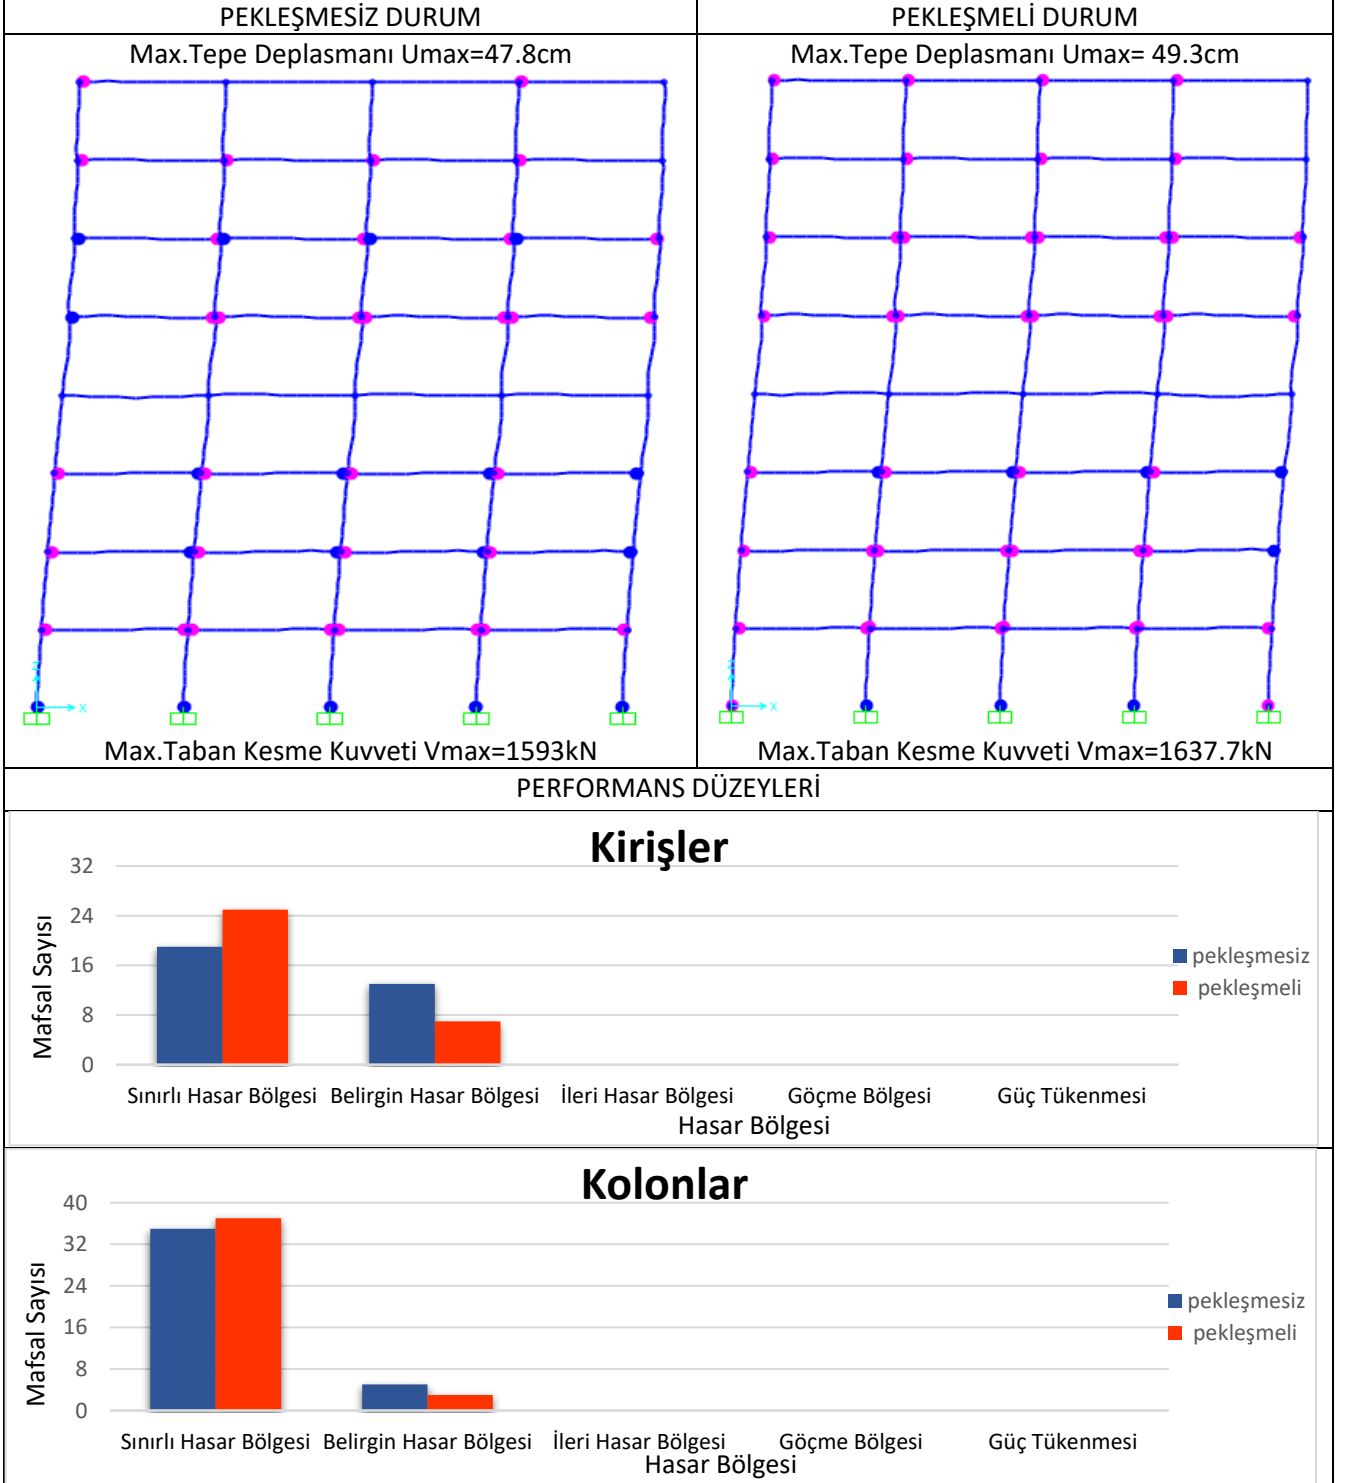 PEKLEŞMESİZ DURUM
PEKLEŞMELİ DURUM
Max.Tepe Deplasmanı Umax=47.8cm
Max.Tepe Deplasmanı Umax= 49.3cm
Z
X
Z
X
Max.Taban Kesme Kuvveti Vmax=1593kN
Max.Taban Kesme Kuvveti Vmax=1637.7kN
PERFORMANS DÜZEYLERİ
Kirişler
32
24
16
8
0
Mafsal Sayısı
pekleşmesiz
pekleşmeli
Sınırlı Hasar Bölgesi
Belirgin Hasar Bölgesi
İleri Hasar Bölgesi
Göçme Bölgesi
Güç Tükenmesi
Hasar Bölgesi
Kolonlar
40
32
24
16
8
0
Mafsal Sayısı
pekleşmesiz
pekleşmeli
Sınırlı Hasar Bölgesi
Belirgin Hasar Bölgesi
İleri Hasar Bölgesi
Göçme Bölgesi
Güç Tükenmesi
Hasar Bölgesi